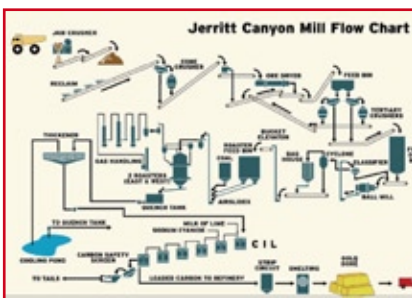 Jerritt Canyon Mill Flow Chart
JAW CRUSHER
CONE
CRUSHER
ORE DRYER
FEED BIN
RECLAIM
TERTIARY
CRUSHERS
THICKENER
BUCKET
ELEVATOR
ROASTER
FEED BIN
COAL
BAG
HOUSE
CYCLONE
CLASSIFIER
GAS HANDLING
2 ROASTERS
(EAST & WEST)
QUENCH TANK
AIRSLIDES
BALL MILL
TO QUENCH TANK
MILK OF LIME
SODIUM CYANIDE
CIL
COOLING POND
CARBON SAFETY
SCREEN
TO TAILS
LOADED CARBON TO REFINERY
STRIP
CIRCUIT
SMELTING
GOLD
DORE